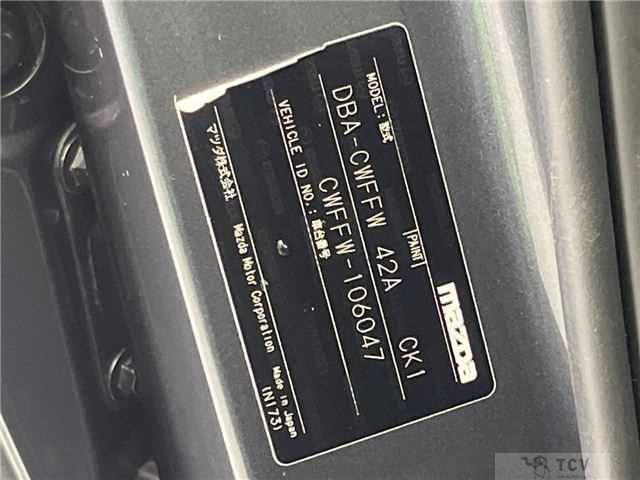 mazda
MODEL:型式 |PAINT|
DBA-CWFFW 42A CK1
VEHICLE ID NO.:車台番号
CWFFW-106047
マツダ株式会社 Mazda Motor Corporation Made in Japan
(N173)
TCV